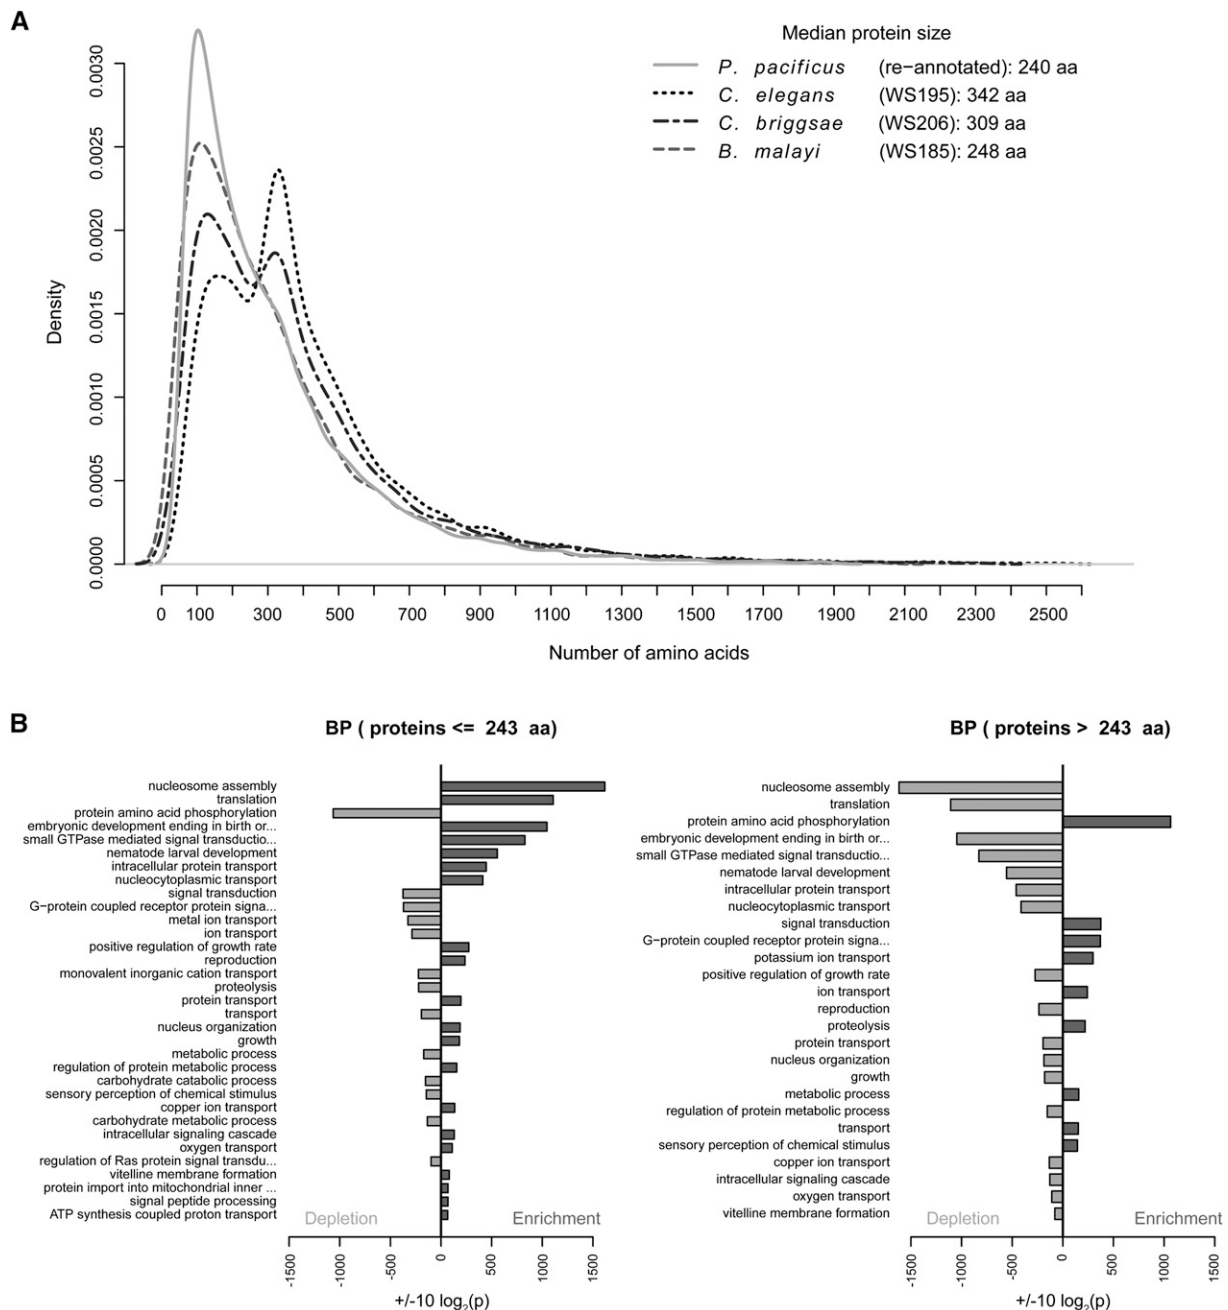 A
Median protein size
P. pacificus (re-annotated): 240 aa
C. elegans (WS195): 342 aa
C. briggsae (WS206): 309 aa
B. malayi (WS185): 248 aa
Density
0.0030
0.0025
0.0020
0.0015
0.0010
0.0005
0.0000
0 100 300 500 700 900 1100 1300 1500 1700 1900 2100 2300 2500
Number of amino acids
B
BP ( proteins <= 243 aa)
nucleosome assembly
translation
protein amino acid phosphorylation
embryonic development ending in birth or...
small GTPase mediated signal transductio...
nematode larval development
intracellular protein transport
nucleocytoplasmic transport
signal transduction
G-protein coupled receptor protein signa...
metal ion transport
ion transport
positive regulation of growth rate
reproduction
monovalent inorganic cation transport
proteolysis
protein transport
transport
nucleus organization
growth
metabolic process
regulation of protein metabolic process
carbohydrate catabolic process
sensory perception of chemical stimulus
copper ion transport
carbohydrate metabolic process
intracellular signaling cascade
oxygen transport
regulation of Ras protein signal transdu...
vitelline membrane formation
protein import into mitochondrial inner ...
signal peptide processing
ATP synthesis coupled proton transport
Depletion Enrichment
-1500 -1000 -500 0 500 1000 1500
+/-10 log2(p)
BP ( proteins > 243 aa)
nucleosome assembly
translation
protein amino acid phosphorylation
embryonic development ending in birth or...
small GTPase mediated signal transductio...
nematode larval development
intracellular protein transport
nucleocytoplasmic transport
signal transduction
G-protein coupled receptor protein signa...
potassium ion transport
positive regulation of growth rate
ion transport
reproduction
proteolysis
protein transport
nucleus organization
growth
metabolic process
regulation of protein metabolic process
transport
sensory perception of chemical stimulus
copper ion transport
intracellular signaling cascade
oxygen transport
vitelline membrane formation
Depletion Enrichment
-1500 -1000 -500 0 500 1000 1500
+/-10 log2(p)